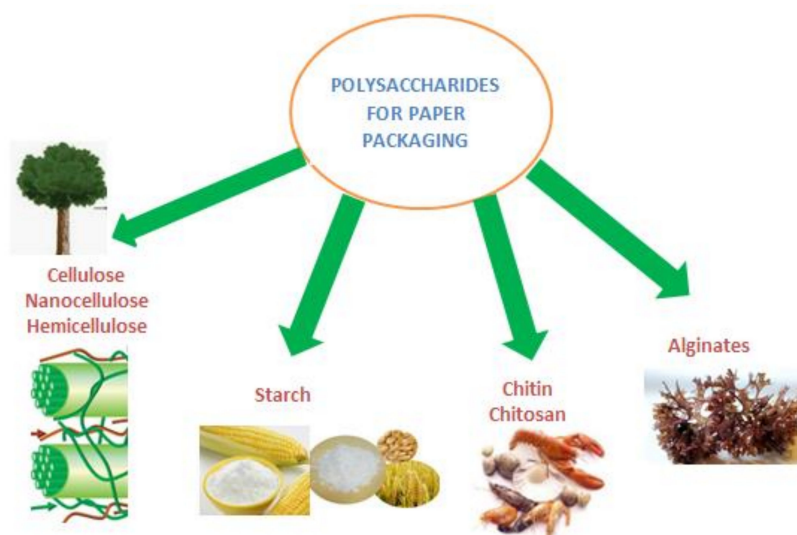 POLYSACCHARIDES
FOR PAPER
PACKAGING
Cellulose
Nanocellulose
Hemicellulose
Starch
Chitin
Chitosan
Alginates